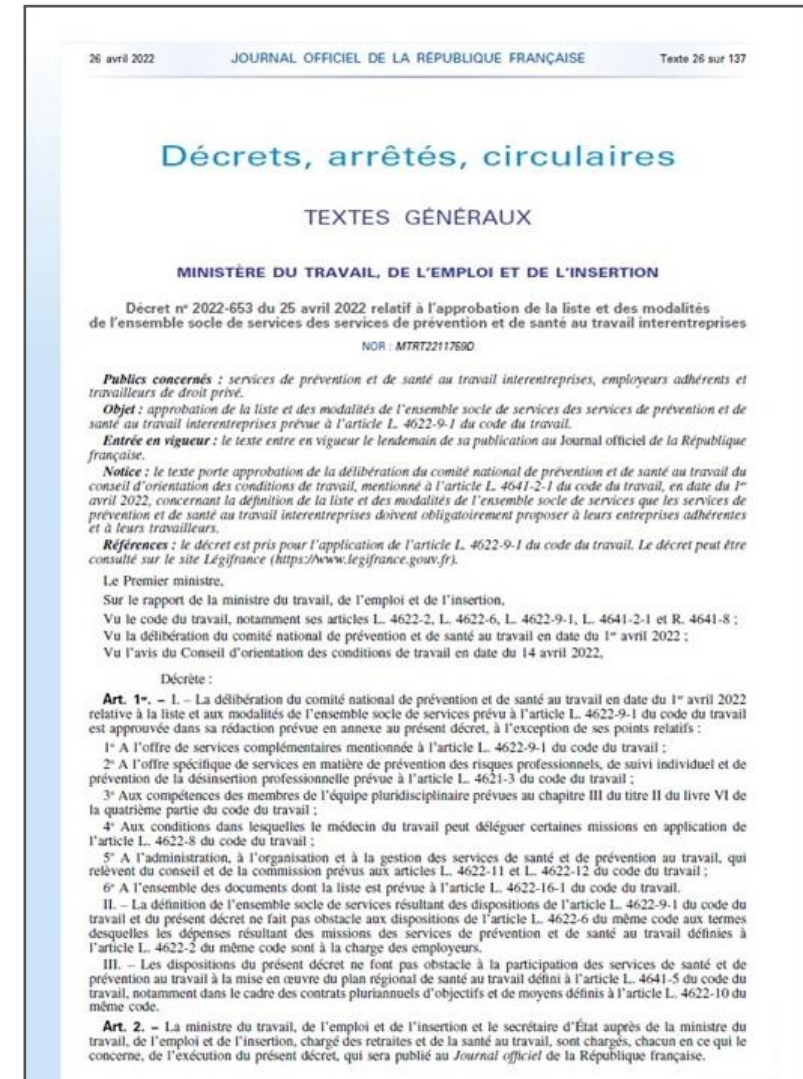 26 avril 2022 JOURNAL OFFICIEL DE LA RÉPUBLIQUE FRANÇAISE Texte 26 sur 137
Décrets, arrêtés, circulaires
TEXTES GÉNÉRAUX
MINISTÈRE DU TRAVAIL, DE L'EMPLOI ET DE L'INSERTION
Décret nº 2022-653 du 25 avril 2022 relatif à l'approbation de la liste et des modalités
de l'ensemble socle de services des services de prévention et de santé au travail interentreprises
NOR : MTRT2211759D
Publics concernés : services de prévention et de santé au travail interentreprises, employeurs adhérents et
travailleurs de droit privé.
Objet : approbation de la liste et des modalités de l'ensemble socle de services des services de prévention et de
santé au travail interentreprises prévue à l'article L. 4622-9-1 du code du travail.
Entrée en vigueur : le texte entre en vigueur le lendemain de sa publication au Journal officiel de la République
française.
Notice : le texte porte approbation de la délibération du comité national de prévention et de santé au travail du
conseil d'orientation des conditions de travail, mentionné à l'article L. 4641-2-1 du code du travail, en date du 1er
avril 2022, concernant la définition de la liste et des modalités de l'ensemble socle de services que les services de
prévention et de santé au travail interentreprises doivent obligatoirement proposer à leurs entreprises adhérentes
et à leurs travailleurs.
Références : le décret est pris pour l'application de l'article L. 4622-9-1 du code du travail. Le décret peut être
consulté sur le site Légifrance (https://www.legifrance.gouv.fr).
Le Premier ministre,
Sur le rapport de la ministre du travail, de l'emploi et de l'insertion,
Vu le code du travail, notamment ses articles L. 4622-2, L. 4622-6, L. 4622-9-1, L. 4641-2-1 et R. 4641-8 ;
Vu la délibération du comité national de prévention et de santé au travail en date du 1er avril 2022 ;
Vu l'avis du Conseil d'orientation des conditions de travail en date du 14 avril 2022,
Décrète :
Art. 1er. – I. – La délibération du comité national de prévention et de santé au travail en date du 1er avril 2022
relative à la liste et aux modalités de l'ensemble socle de services prévu à l'article L. 4622-9-1 du code du travail
est approuvée dans sa rédaction prévue en annexe au présent décret, à l'exception de ses points relatifs :
1º A l'offre de services complémentaires mentionnée à l'article L. 4622-9-1 du code du travail ;
2º A l'offre spécifique de services en matière de prévention des risques professionnels, de suivi individuel et de
prévention de la désinsertion professionnelle prévue à l'article L. 4621-3 du code du travail ;
3º Aux compétences des membres de l'équipe pluridisciplinaire prévues au chapitre III du titre II du livre VI de
la quatrième partie du code du travail ;
4º Aux conditions dans lesquelles le médecin du travail peut déléguer certaines missions en application de
l'article L. 4622-8 du code du travail ;
5º A l'administration, à l'organisation et à la gestion des services de santé et de prévention au travail, qui
relèvent du conseil et de la commission prévus aux articles L. 4622-11 et L. 4622-12 du code du travail ;
6º A l'ensemble des documents dont la liste est prévue à l'article L. 4622-16-1 du code du travail.
II. – La définition de l'ensemble socle de services résultant des dispositions de l'article L. 4622-9-1 du code du
travail et du présent décret ne fait pas obstacle aux dispositions de l'article L. 4622-6 du même code aux termes
desquelles les dépenses résultant des missions des services de prévention et de santé au travail définies à
l'article L. 4622-2 du même code sont à la charge des employeurs.
III. – Les dispositions du présent décret ne font pas obstacle à la participation des services de santé et de
prévention au travail à la mise en œuvre du plan régional de santé au travail défini à l'article L. 4641-5 du code du
travail, notamment dans le cadre des contrats pluriannuels d'objectifs et de moyens définis à l'article L. 4622-10 du
même code.
Art. 2. – La ministre du travail, de l'emploi et de l'insertion et le secrétaire d'État auprès de la ministre du
travail, de l'emploi et de l'insertion, chargé des retraites et de la santé au travail, sont chargés, chacun en ce qui le
concerne, de l'exécution du présent décret, qui sera publié au Journal officiel de la République française.